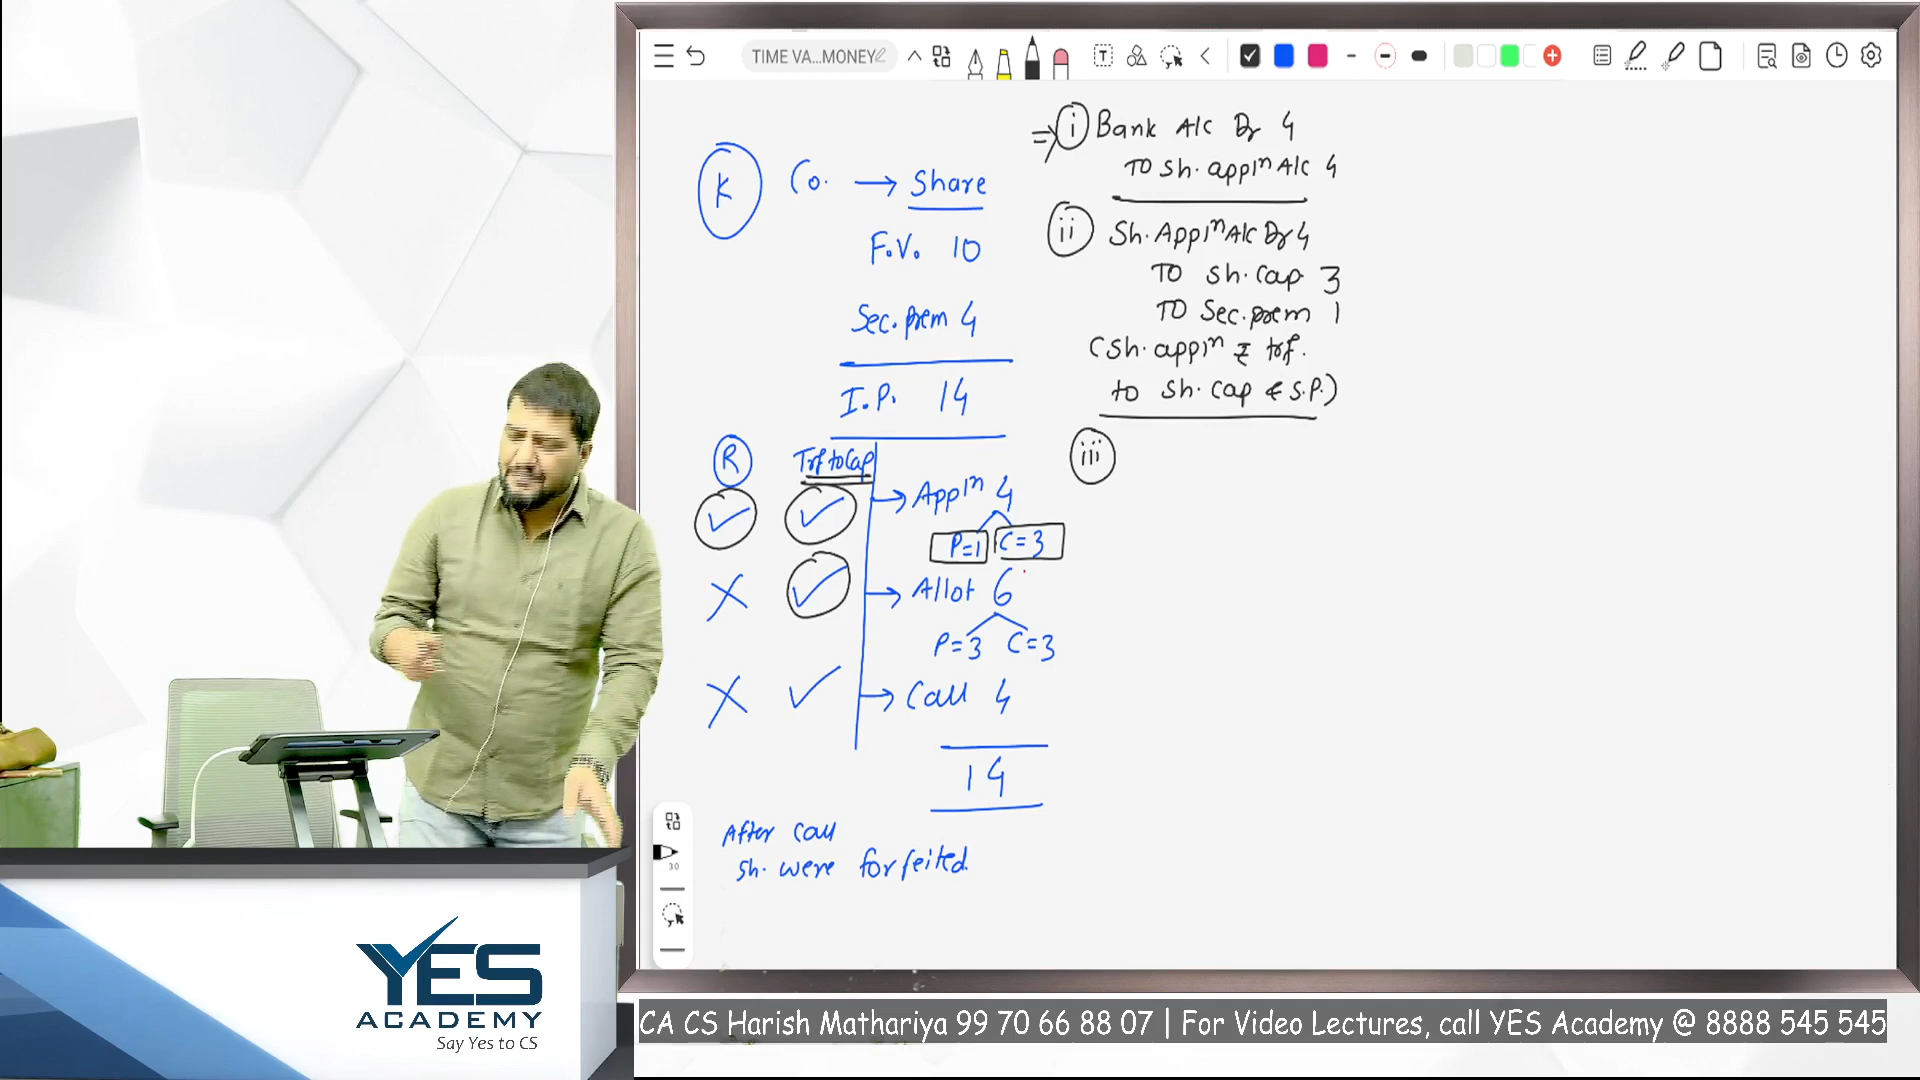 TIME VA...MONEY
K Co. → Share
F.V. 10
Sec. prem 4
I.P. 14
R Trf to Cap
→ Appln 4
P=1 C=3
→ Allot 6
P=3 C=3
→ Call 4
14
After call
Sh. were forfeited.
⇒ i Bank A/c Dr 4
TO Sh. appln A/c 4
ii Sh. Appln A/c Dr 4
TO Sh. Cap 3
TO Sec. prem 1
(Sh. appln ₹ trf.
to Sh. Cap & S.P.)
iii
30
YES
ACADEMY
Say Yes to CS
CA CS Harish Mathariya 99 70 66 88 07 | For Video Lectures, call YES Academy @ 8888 545 545